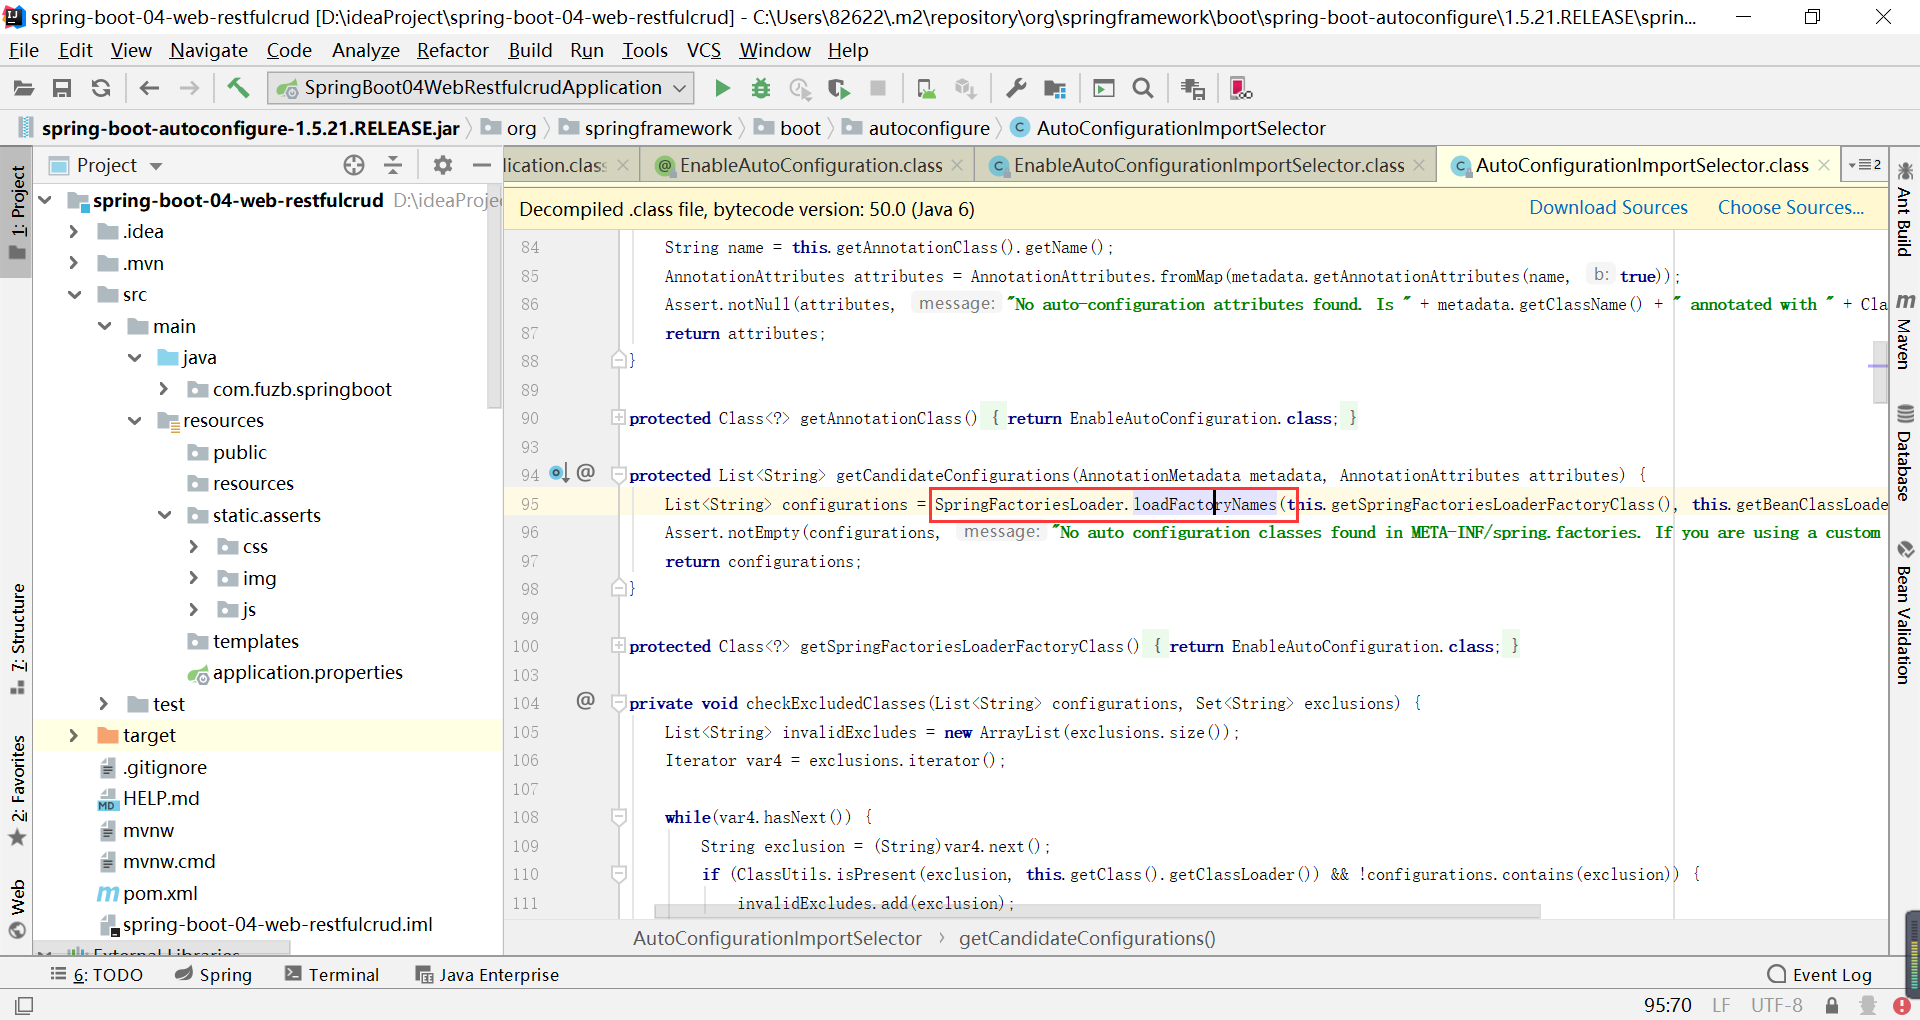 spring-boot-04-web-restfulcrud [D:\ideaProject\spring-boot-04-web-restfulcrud] - C:\Users\82622\.m2\repository\org\springframework\boot\spring-boot-autoconfigure\1.5.21.RELEASE\sprin...
File Edit View Navigate Code Analyze Refactor Build Run Tools VCS Window Help
SpringBoot04WebRestfulcrudApplication
spring-boot-autoconfigure-1.5.21.RELEASE.jar org springframework boot autoconfigure AutoConfigurationImportSelector
Project
lication.class EnableAutoConfiguration.class EnableAutoConfigurationImportSelector.class AutoConfigurationImportSelector.class 2
Decompiled .class file, bytecode version: 50.0 (Java 6) Download Sources Choose Sources...
1: Project
7: Structure
2: Favorites
Web
spring-boot-04-web-restfulcrud D:\ideaProje
.idea
.mvn
src
main
java
com.fuzb.springboot
resources
public
resources
static.asserts
css
img
js
templates
application.properties
test
target
.gitignore
HELP.md
mvnw
mvnw.cmd
pom.xml
spring-boot-04-web-restfulcrud.iml
External Libraries
84 String name = this.getAnnotationClass().getName();
85 AnnotationAttributes attributes = AnnotationAttributes.fromMap(metadata.getAnnotationAttributes(name, b: true));
86 Assert.notNull(attributes, message: "No auto-configuration attributes found. Is " + metadata.getClassName() + " annotated with " + Cla
87 return attributes;
88 }
89
90 protected Class<?> getAnnotationClass() { return EnableAutoConfiguration.class; }
93
94 protected List<String> getCandidateConfigurations(AnnotationMetadata metadata, AnnotationAttributes attributes) {
95 List<String> configurations = SpringFactoriesLoader.loadFactoryNames(this.getSpringFactoriesLoaderFactoryClass(), this.getBeanClassLoade
96 Assert.notEmpty(configurations, message: "No auto configuration classes found in META-INF/spring.factories. If you are using a custom
97 return configurations;
98 }
99
100 protected Class<?> getSpringFactoriesLoaderFactoryClass() { return EnableAutoConfiguration.class; }
103
104 private void checkExcludedClasses(List<String> configurations, Set<String> exclusions) {
105 List<String> invalidExcludes = new ArrayList(exclusions.size());
106 Iterator var4 = exclusions.iterator();
107
108 while(var4.hasNext()) {
109 String exclusion = (String)var4.next();
110 if (ClassUtils.isPresent(exclusion, this.getClass().getClassLoader()) && !configurations.contains(exclusion)) {
111 invalidExcludes.add(exclusion);
AutoConfigurationImportSelector getCandidateConfigurations()
Ant Build
Maven
Database
Bean Validation
6: TODO Spring Terminal Java Enterprise Event Log
95:70 LF UTF-8